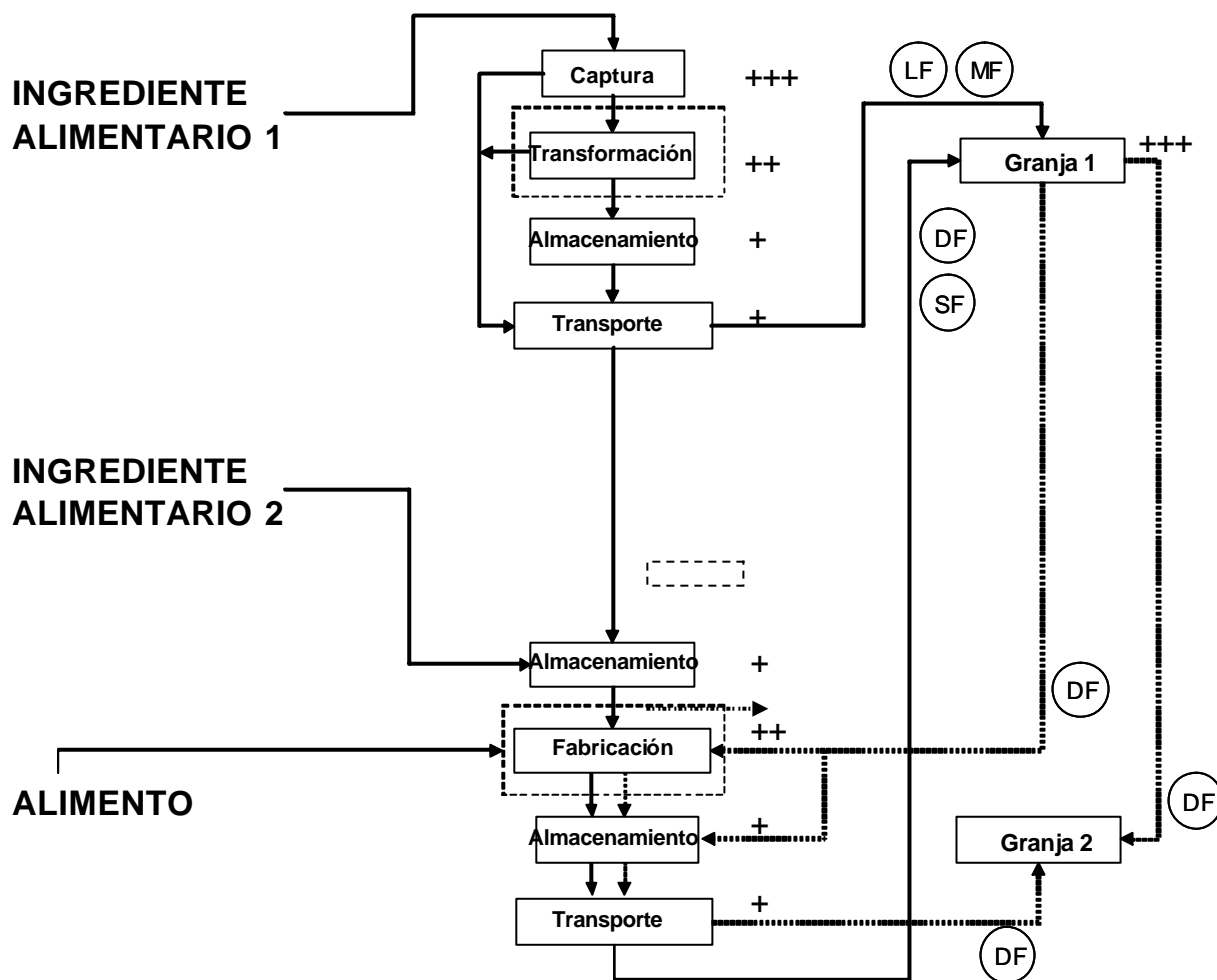 Captura
+++
LF MF
INGREDIENTE
ALIMENTARIO 1
Transformación
++
Granja 1
+++
Almacenamiento
+
DF
SF
Transporte
+
INGREDIENTE
ALIMENTARIO 2
Almacenamiento
+
DF
Fabricación
++
ALIMENTO
DF
Almacenamiento
+
Granja 2
Transporte
+
DF